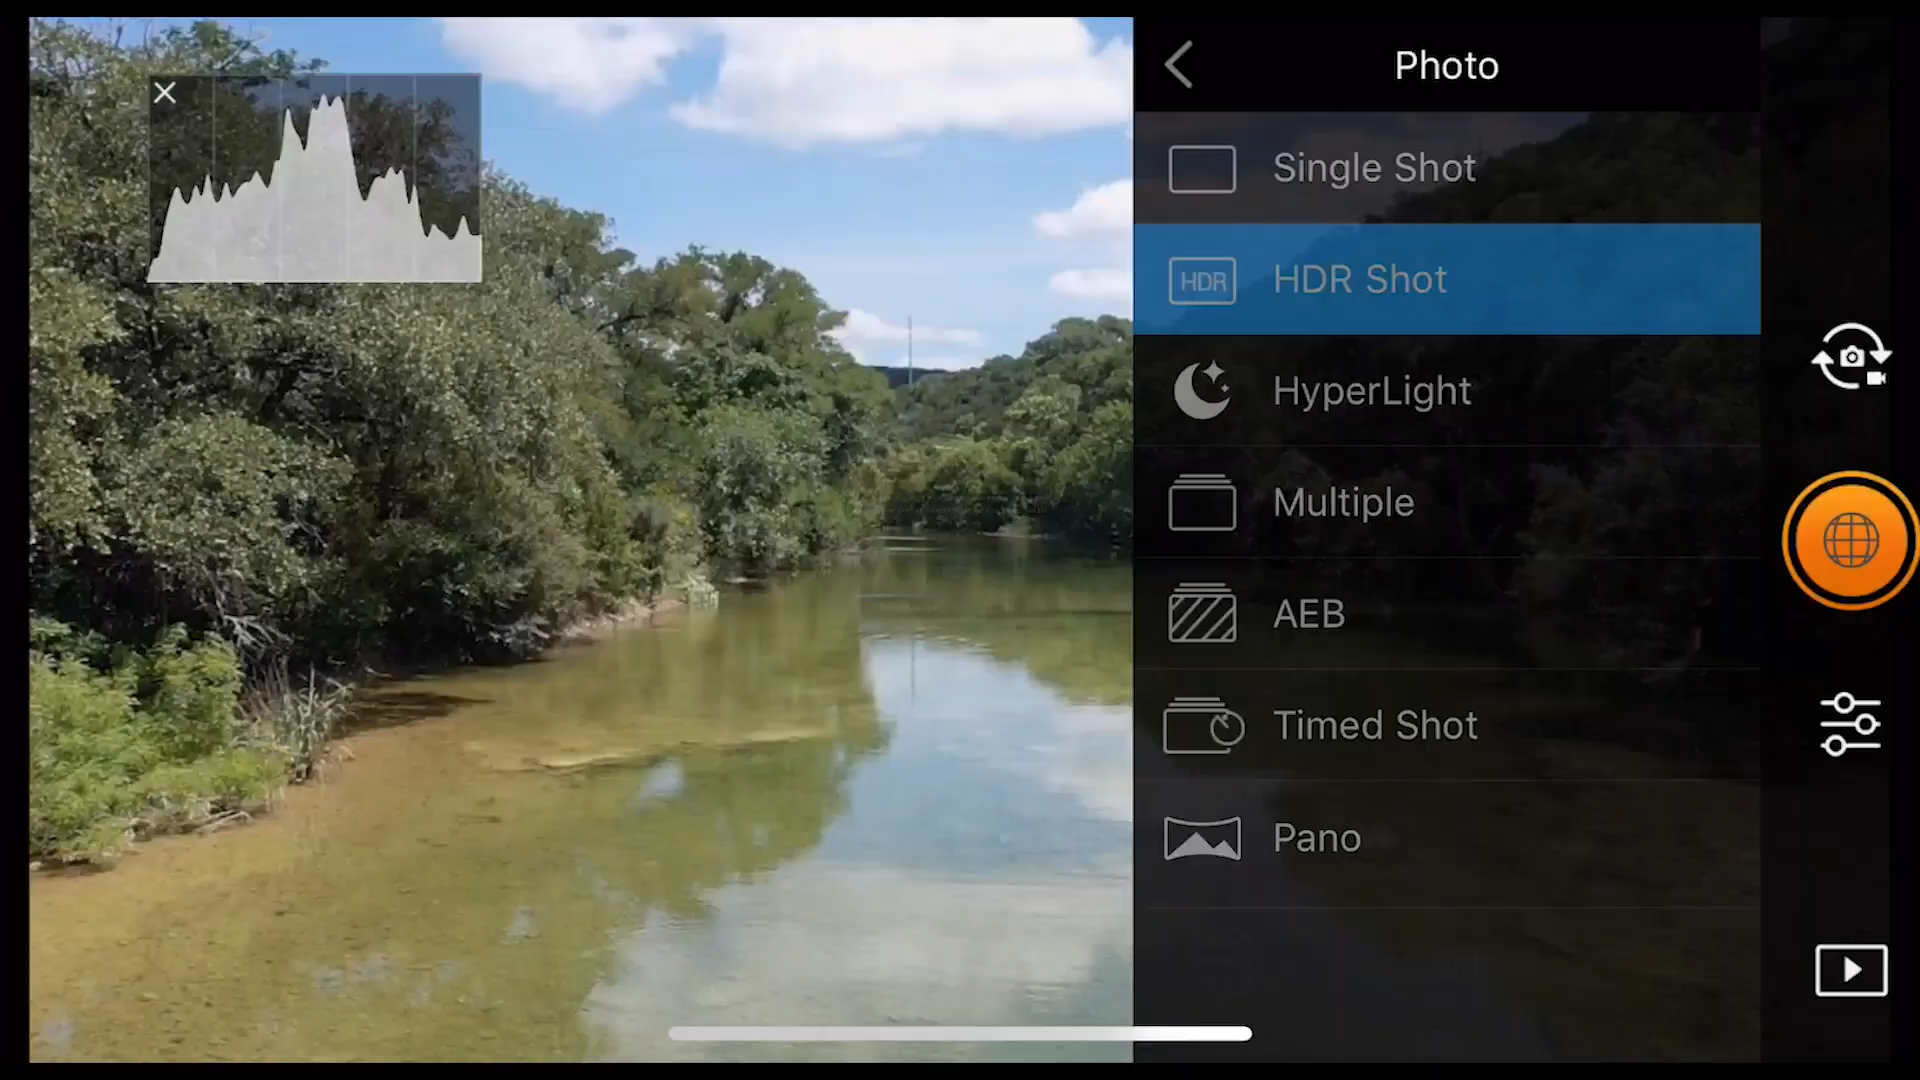 Photo
Single Shot
HDR HDR Shot
HyperLight
Multiple
AEB
Timed Shot
Pano